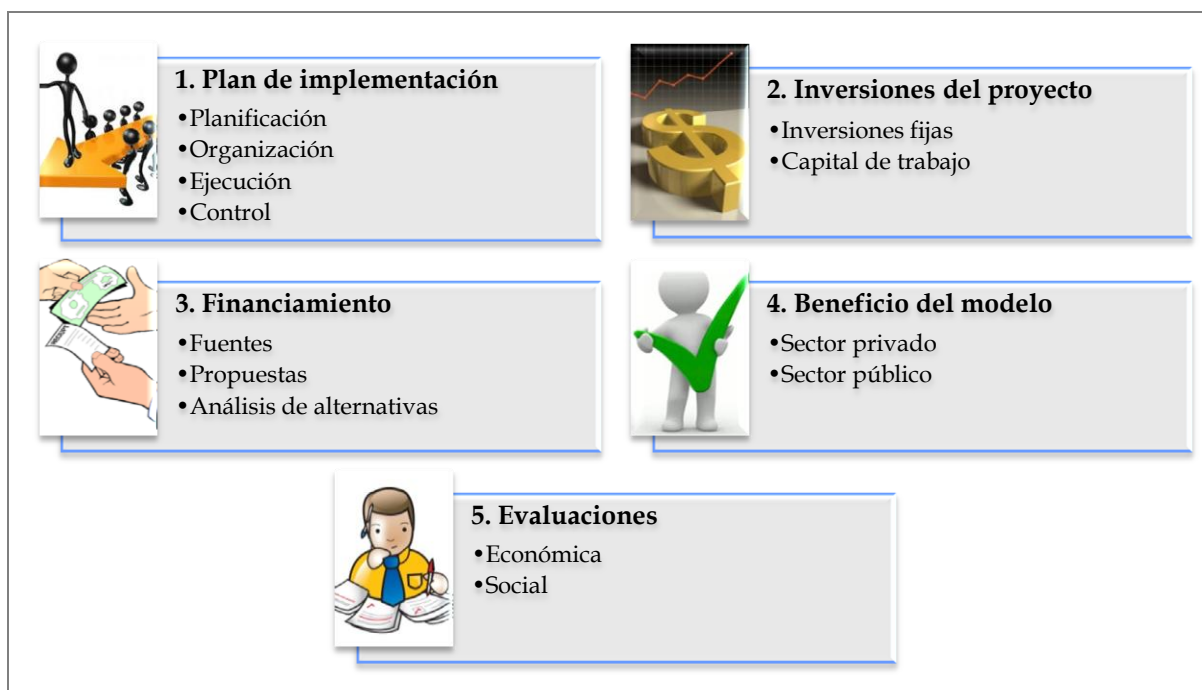 1. Plan de implementación
•Planificación
•Organización
•Ejecución
•Control
2. Inversiones del proyecto
•Inversiones fijas
•Capital de trabajo
3. Financiamiento
•Fuentes
•Propuestas
•Análisis de alternativas
4. Beneficio del modelo
•Sector privado
•Sector público
5. Evaluaciones
•Económica
•Social